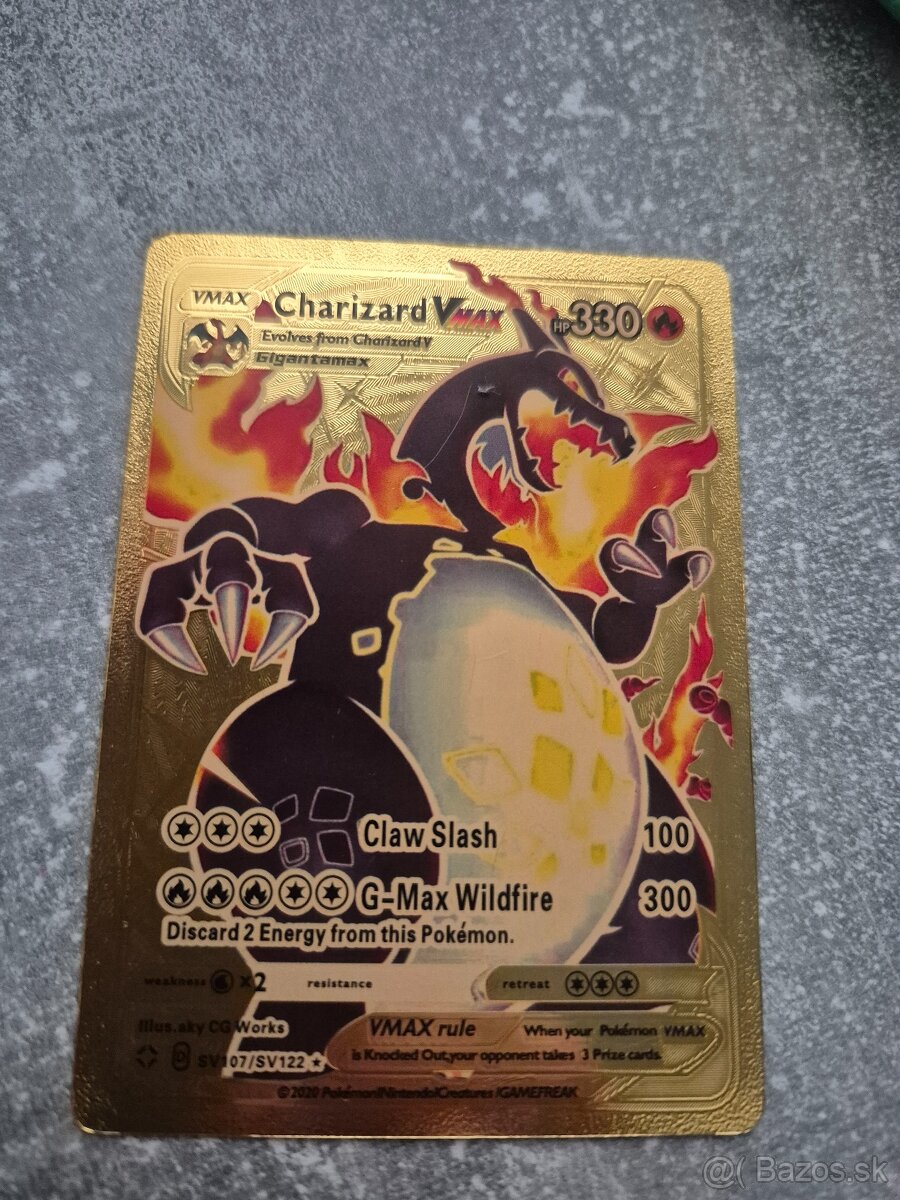 VMAX
Charizard VMAX
HP 330
Evolves from Charizard V
Gigantamax
Claw Slash 100
G-Max Wildfire 300
Discard 2 Energy from this Pokémon.
weakness x2 resistance retreat
Illus.aky CG Works
VMAX rule When your Pokémon VMAX
is Knocked Out,your opponent takes 3 Prize cards.
D SV107/SV122
©2020 Pokémon/Nintendo/Creatures /GAMEFREAK
@( Bazos.sk